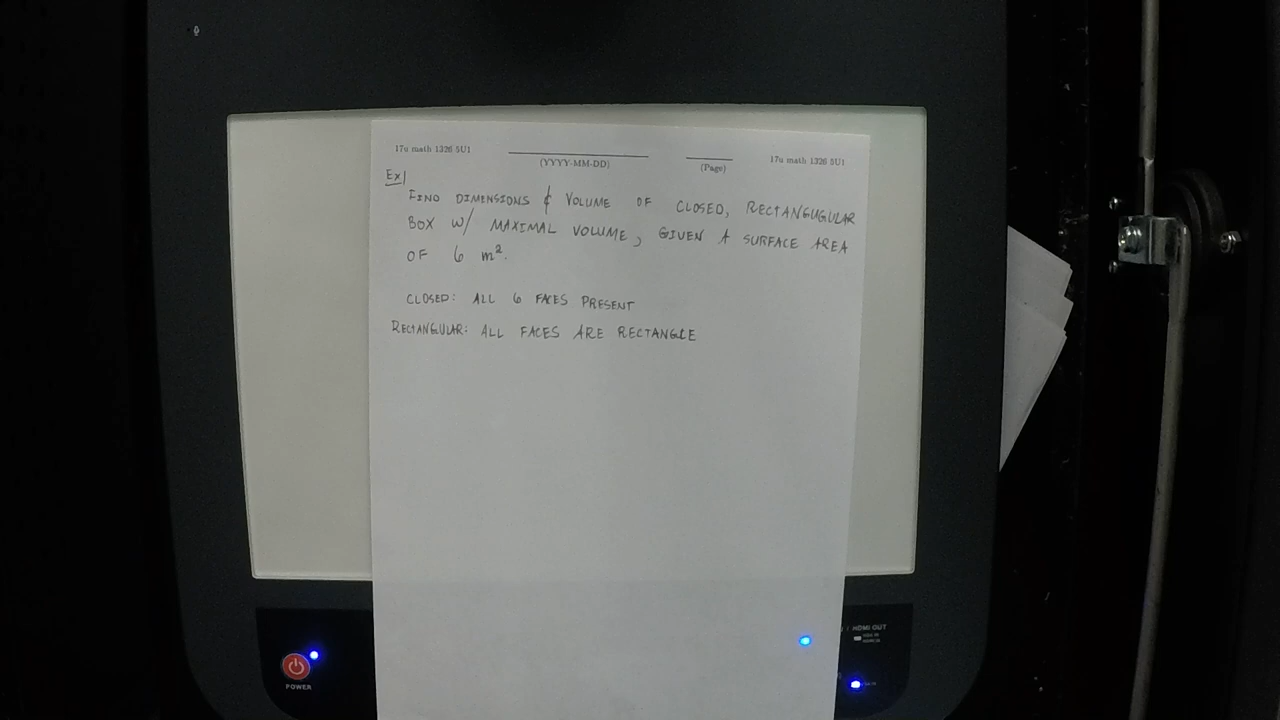 17u math 1326 5U1
(YYYY-MM-DD)
(Page)
17u math 1326 5U1
Ex1
FIND DIMENSIONS & VOLUME OF CLOSED, RECTANGUGULAR
BOX W/ MAXIMAL VOLUME, GIVEN A SURFACE AREA
OF 6 m².
CLOSED: ALL 6 FACES PRESENT
RECTANGULAR: ALL FACES ARE RECTANGLE
POWER
/ HDMI OUT